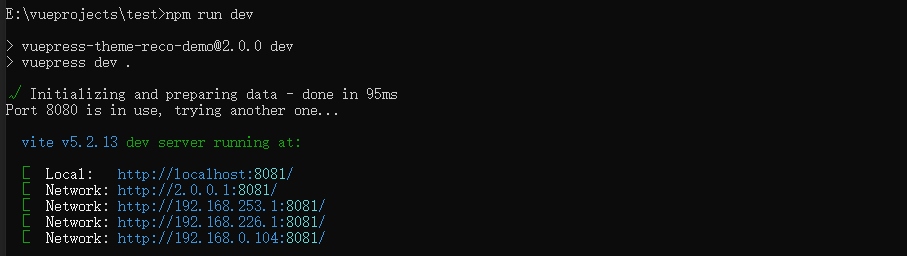 E:\vueprojects\test>npm run dev
> vuepress-theme-reco-demo@2.0.0 dev
> vuepress dev .
✓ Initializing and preparing data - done in 95ms
Port 8080 is in use, trying another one...
vite v5.2.13 dev server running at:
Local: http://localhost:8081/
Network: http://2.0.0.1:8081/
Network: http://192.168.253.1:8081/
Network: http://192.168.226.1:8081/
Network: http://192.168.0.104:8081/